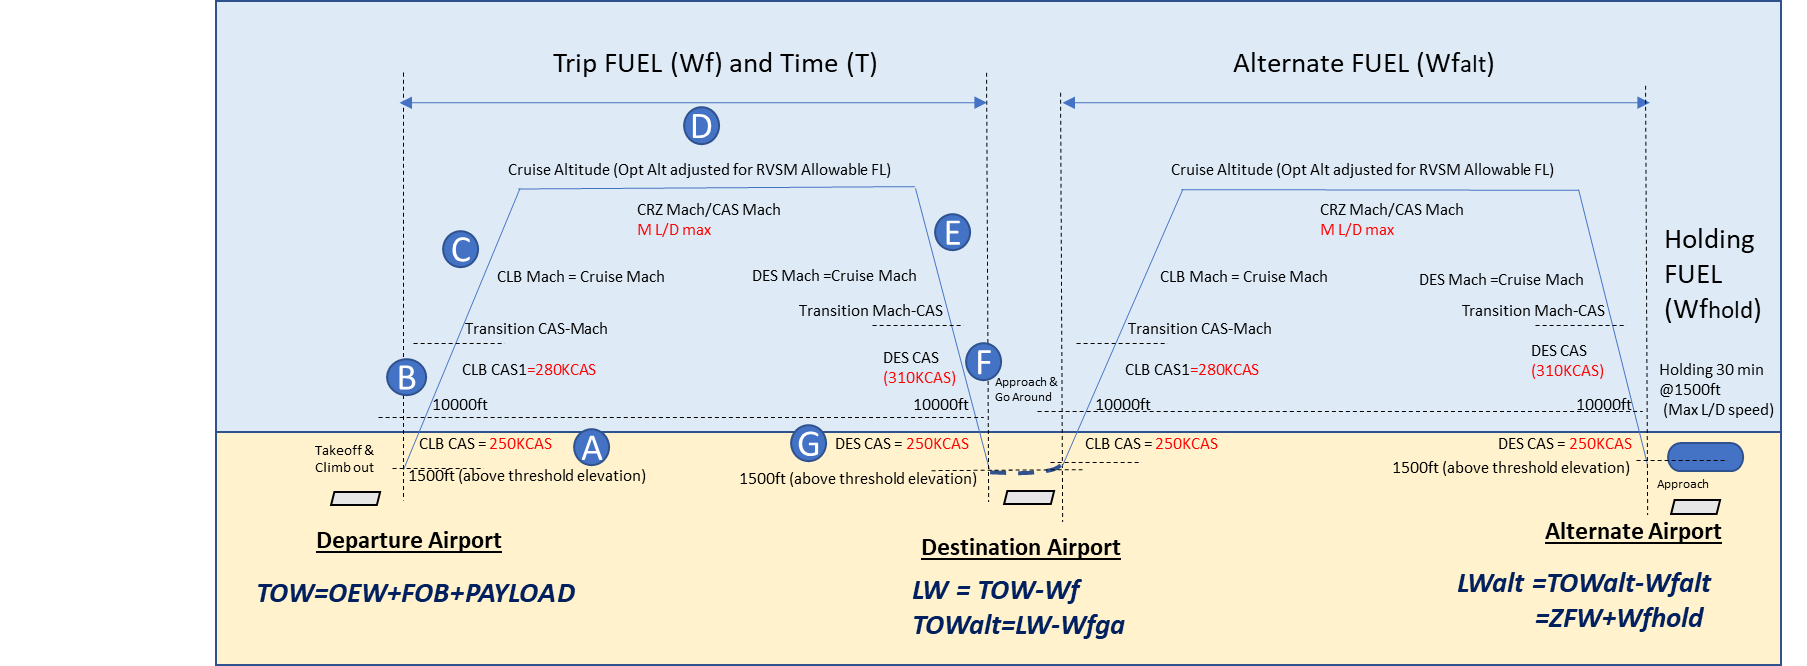 Trip FUEL (Wf) and Time (T)
Alternate FUEL (Wfalt)
D
Cruise Altitude (Opt Alt adjusted for RVSM Allowable FL)
Cruise Altitude (Opt Alt adjusted for RVSM Allowable FL)
CRZ Mach/CAS Mach
M L/D max
CRZ Mach/CAS Mach
M L/D max
C
E
Holding
FUEL
(Wfhold)
CLB Mach = Cruise Mach
DES Mach =Cruise Mach
CLB Mach = Cruise Mach
DES Mach =Cruise Mach
Transition Mach-CAS
Transition Mach-CAS
Transition CAS-Mach
Transition CAS-Mach
B
CLB CAS1=280KCAS
DES CAS
(310KCAS)
F
Approach &
Go Around
CLB CAS1=280KCAS
DES CAS
(310KCAS)
Holding 30 min
@1500ft
(Max L/D speed)
10000ft
10000ft
10000ft
10000ft
Takeoff &
Climb out
CLB CAS = 250KCAS
A
G
DES CAS = 250KCAS
CLB CAS = 250KCAS
DES CAS = 250KCAS
1500ft (above threshold elevation)
1500ft (above threshold elevation)
1500ft (above threshold elevation)
Approach
Departure Airport
Destination Airport
Alternate Airport
TOW=OEW+FOB+PAYLOAD
LW = TOW-Wf
TOWalt=LW-Wfga
LWalt =TOWalt-Wfalt
=ZFW+Wfhold